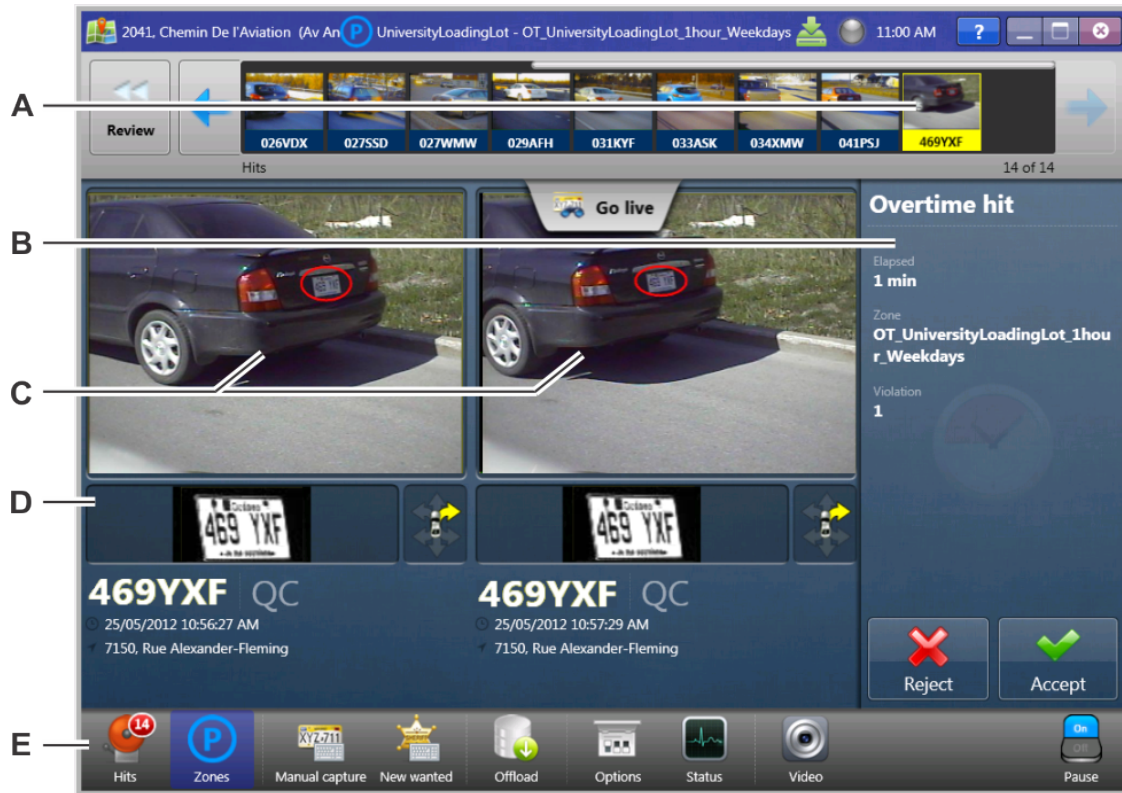 2041, Chemin De l'Aviation (Av An P UniversityLoadingLot - OT_UniversityLoadingLot_1hour_Weekdays 11:00 AM ?
A
Review
026VDX 027SSD 027WMW 029AFH 031KYF 033ASK 034XMW 041PSJ 469YXF
Hits 14 of 14
Go live
Overtime hit
B
Elapsed
1 min
Zone
OT_UniversityLoadingLot_1hou
r_Weekdays
Violation
1
C
D
Québec
469 YXF
Québec
469 YXF
469YXF QC
25/05/2012 10:56:27 AM
7150, Rue Alexander-Fleming
469YXF QC
25/05/2012 10:57:29 AM
7150, Rue Alexander-Fleming
Reject Accept
E
14
P
XYZ-711
SHERIFF
On
Off
Hits Zones Manual capture New wanted Offload Options Status Video Pause